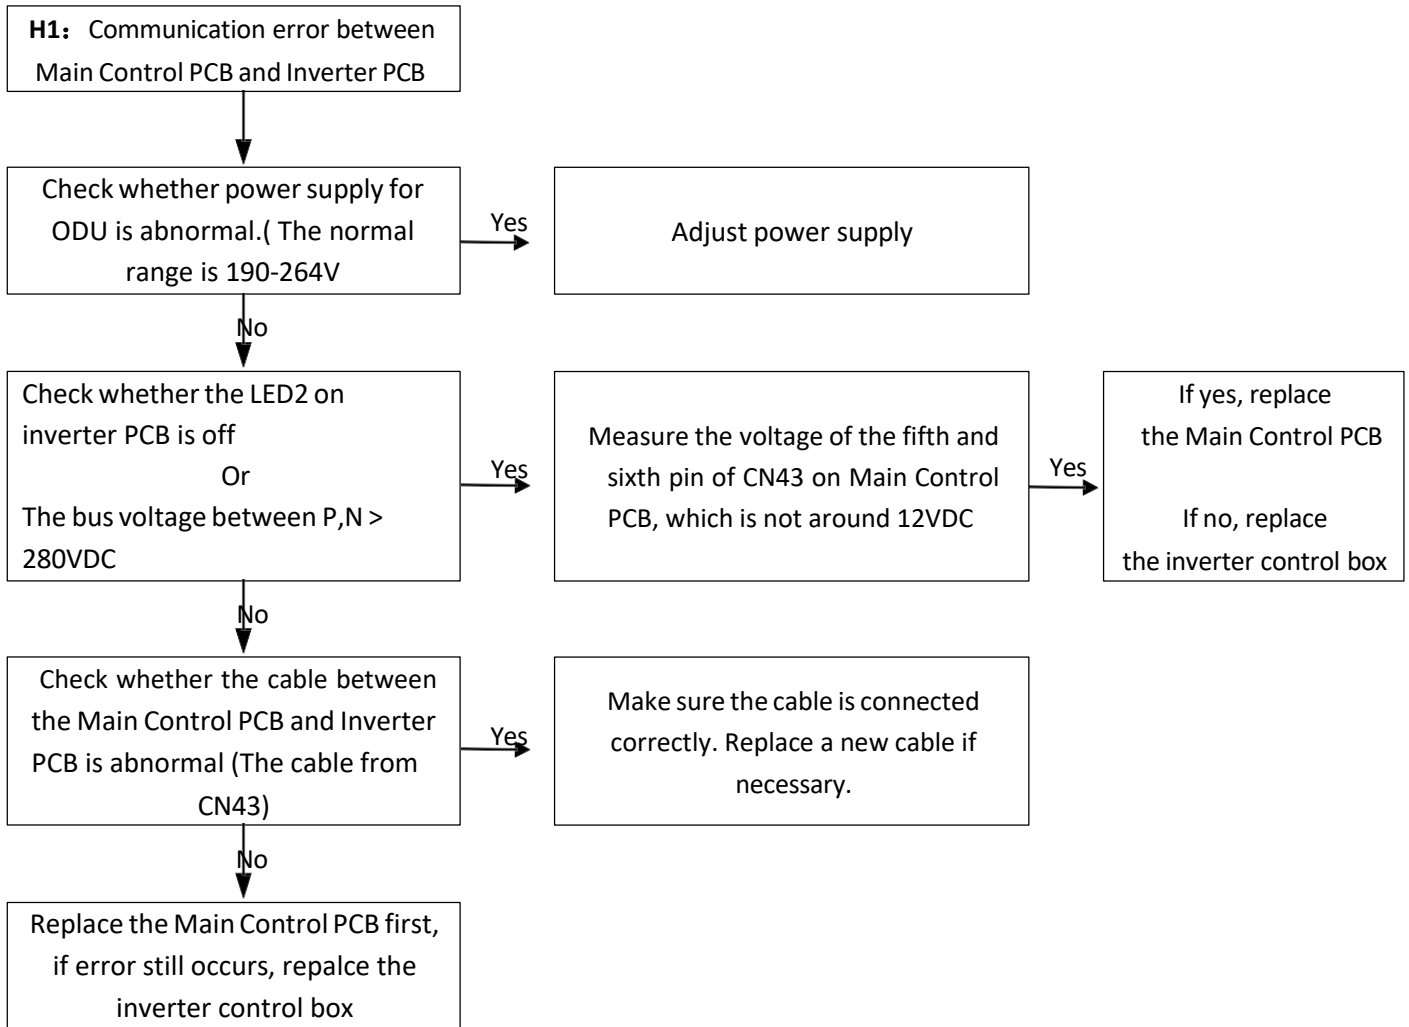 H1： Communication error between
Main Control PCB and Inverter PCB
Check whether power supply for
ODU is abnormal.( The normal
range is 190-264V
Yes
Adjust power supply
No
Check whether the LED2 on
inverter PCB is off
Or
The bus voltage between P,N >
280VDC
Yes
Measure the voltage of the fifth and
sixth pin of CN43 on Main Control
PCB, which is not around 12VDC
Yes
If yes, replace
the Main Control PCB
If no, replace
the inverter control box
No
Check whether the cable between
the Main Control PCB and Inverter
PCB is abnormal (The cable from
CN43)
Yes
Make sure the cable is connected
correctly. Replace a new cable if
necessary.
No
Replace the Main Control PCB first,
if error still occurs, repalce the
inverter control box